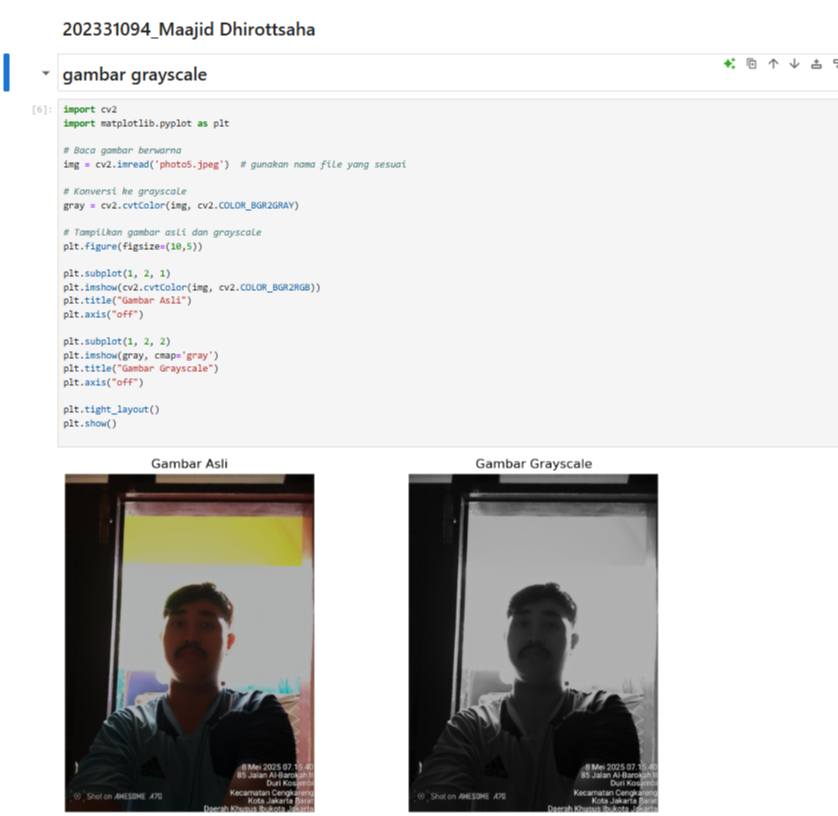 202331094_Maajid Dhirottsaha
gambar grayscale
[6]:
import cv2
import matplotlib.pyplot as plt
# Baca gambar berwarna
img = cv2.imread('photo5.jpeg')  # gunakan nama file yang sesuai
# Konversi ke grayscale
gray = cv2.cvtColor(img, cv2.COLOR_BGR2GRAY)
# Tampilkan gambar asli dan grayscale
plt.figure(figsize=(10,5))
plt.subplot(1, 2, 1)
plt.imshow(cv2.cvtColor(img, cv2.COLOR_BGR2RGB))
plt.title("Gambar Asli")
plt.axis("off")
plt.subplot(1, 2, 2)
plt.imshow(gray, cmap='gray')
plt.title("Gambar Grayscale")
plt.axis("off")
plt.tight_layout()
plt.show()
Gambar Asli
8 Mei 2025 07.15.40
85 Jalan Al-Barokah II
Duri Kosambi
Kecamatan Cengkareng
Kota Jakarta Barat
Daerah Khusus Ibukota Jakarta
Shot on AWESOME A70
Gambar Grayscale
8 Mei 2025 07.15.40
85 Jalan Al-Barokah II
Duri Kosambi
Kecamatan Cengkareng
Kota Jakarta Barat
Daerah Khusus Ibukota Jakarta
Shot on AWESOME A70